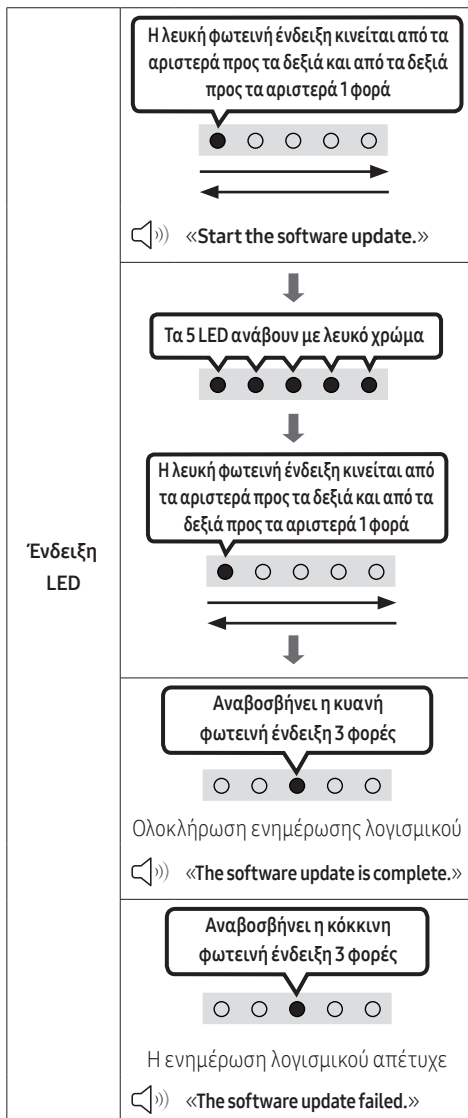 Η λευκή φωτεινή ένδειξη κινείται από τα
αριστερά προς τα δεξιά και από τα δεξιά
προς τα αριστερά 1 φορά
«Start the software update.»
Τα 5 LED ανάβουν με λευκό χρώμα
Η λευκή φωτεινή ένδειξη κινείται από
τα αριστερά προς τα δεξιά και από τα
δεξιά προς τα αριστερά 1 φορά
Ένδειξη
LED
Αναβοσβήνει η κυανή
φωτεινή ένδειξη 3 φορές
Ολοκλήρωση ενημέρωσης λογισμικού
«The software update is complete.»
Αναβοσβήνει η κόκκινη
φωτεινή ένδειξη 3 φορές
Η ενημέρωση λογισμικού απέτυχε
«The software update failed.»